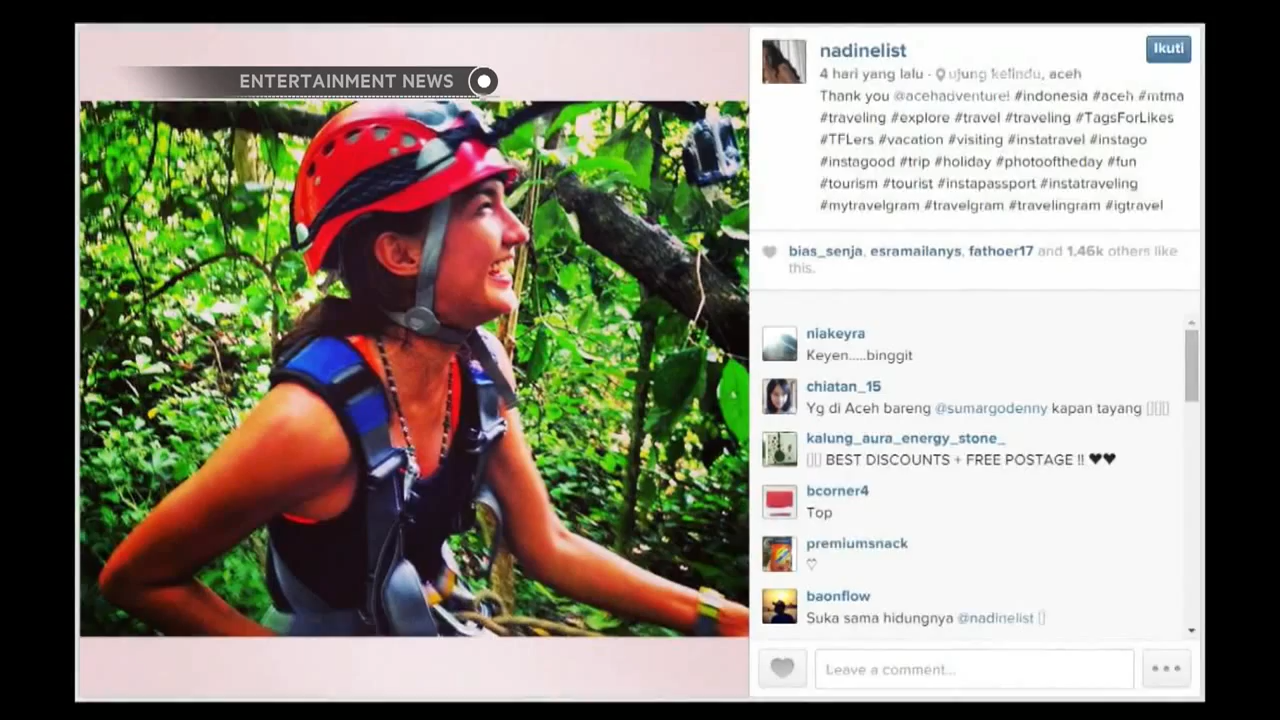 ENTERTAINMENT NEWS
nadinelist
Ikuti
4 hari yang lalu · ujung kelindu, aceh
Thank you @acehadventure! #indonesia #aceh #mtma
#traveling #explore #travel #traveling #TagsForLikes
#TFLers #vacation #visiting #instatravel #instago
#instagood #trip #holiday #photooftheday #fun
#tourism #tourist #instapassport #instatraveling
#mytravelgram #travelgram #travelingram #igtravel
bias_senja, esramailanys, fathoer17 and 1,46k others like
this.
niakeyra
Keyen.....binggit
chiatan_15
Yg di Aceh bareng @sumargodenny kapan tayang
kalung_aura_energy_stone_
BEST DISCOUNTS + FREE POSTAGE !! ♥♥
bcorner4
Top
premiumsnack
♡
baonflow
Suka sama hidungnya @nadinelist
Leave a comment...